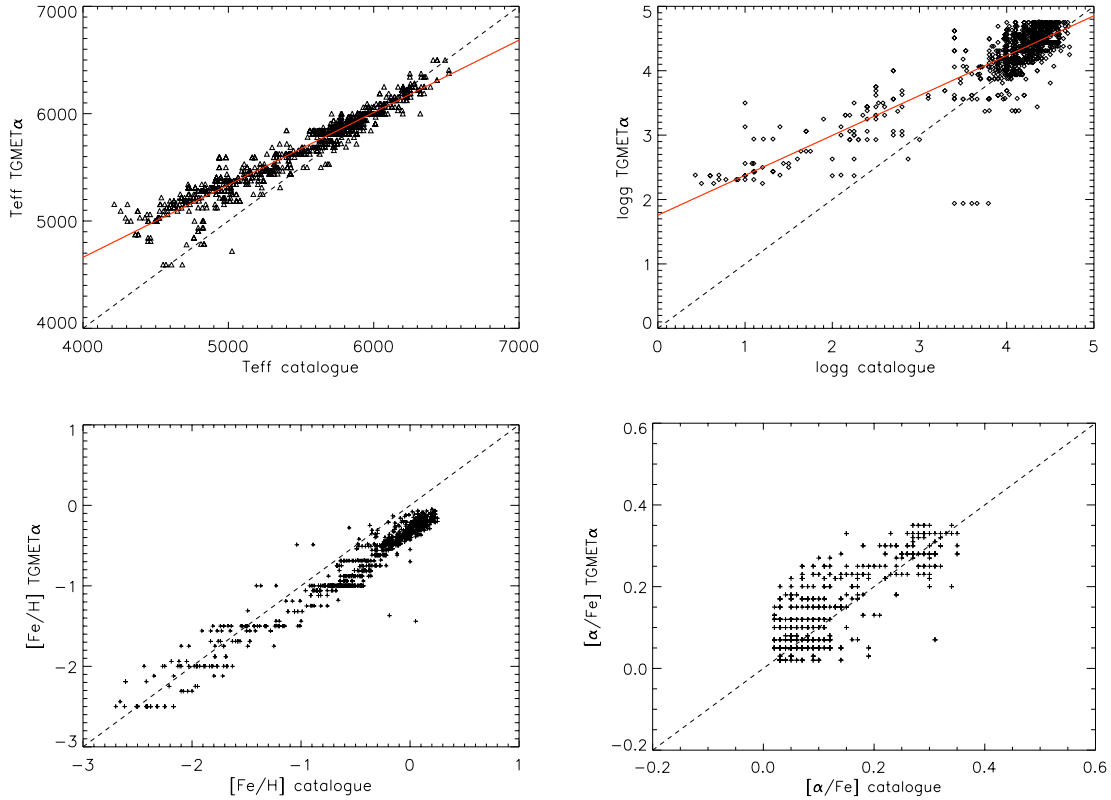 7000
6000
5000
4000
Teff TGMETα
4000 5000 6000 7000
Teff catalogue
5
4
3
2
1
0
logg TGMETα
0 1 2 3 4 5
logg catalogue
1
0
−1
−2
−3
[Fe/H] TGMETα
−3 −2 −1 0 1
[Fe/H] catalogue
0.6
0.4
0.2
0.0
−0.2
[α/Fe] TGMETα
−0.2 0.0 0.2 0.4 0.6
[α/Fe] catalogue